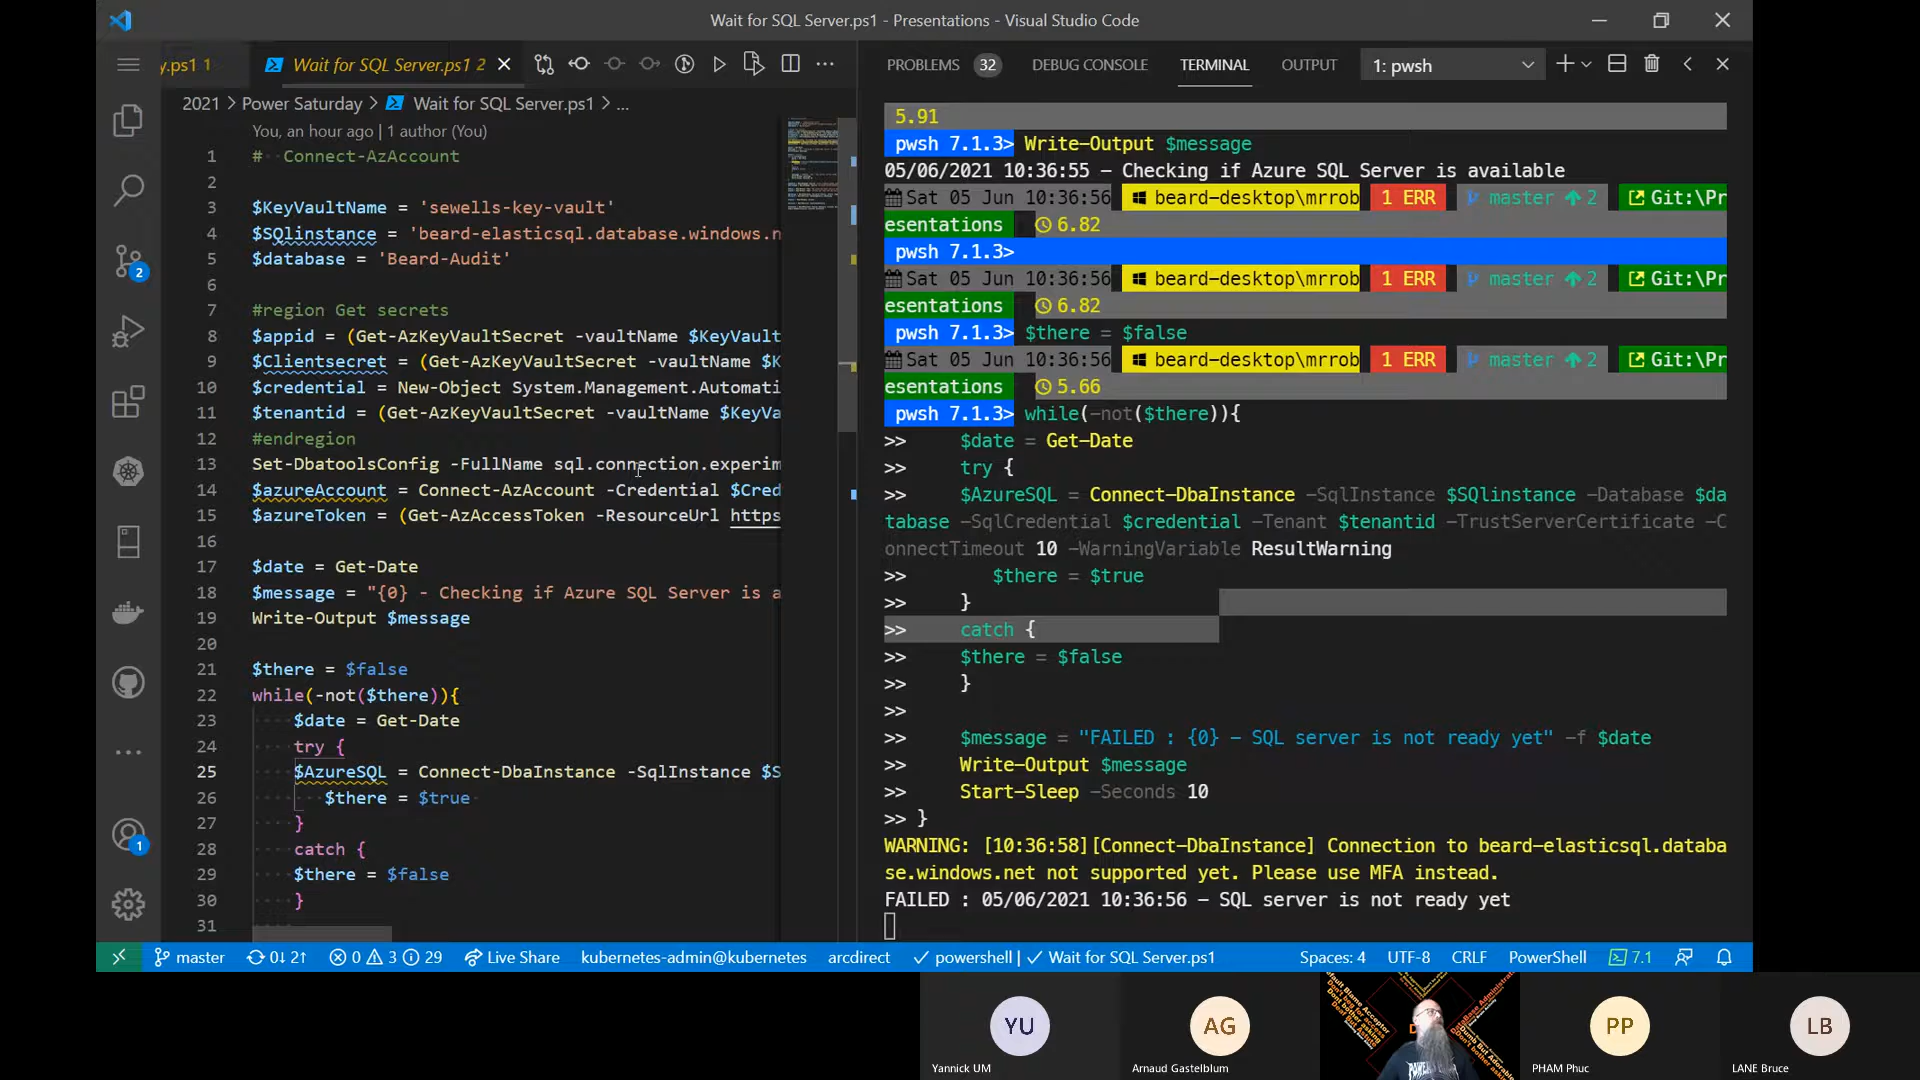 Wait for SQL Server.ps1 - Presentations - Visual Studio Code
y.ps1 1
Wait for SQL Server.ps1 2
2021 > Power Saturday > Wait for SQL Server.ps1 > ...
You, an hour ago | 1 author (You)
1 # Connect-AzAccount
2
3 $KeyVaultName = 'sewells-key-vault'
4 $SQlinstance = 'beard-elasticsql.database.windows.n
5 $database = 'Beard-Audit'
6
7 #region Get secrets
8 $appid = (Get-AzKeyVaultSecret -vaultName $KeyVault
9 $Clientsecret = (Get-AzKeyVaultSecret -vaultName $K
10 $credential = New-Object System.Management.Automati
11 $tenantid = (Get-AzKeyVaultSecret -vaultName $KeyVa
12 #endregion
13 Set-DbatoolsConfig -FullName sql.connection.experim
14 $azureAccount = Connect-AzAccount -Credential $Cred
15 $azureToken = (Get-AzAccessToken -ResourceUrl https
16
17 $date = Get-Date
18 $message = "{0} - Checking if Azure SQL Server is a
19 Write-Output $message
20
21 $there = $false
22 while(-not($there)){
23 $date = Get-Date
24 try {
25 $AzureSQL = Connect-DbaInstance -SqlInstance $S
26 $there = $true
27 }
28 catch {
29 $there = $false
30 }
31
PROBLEMS 32 DEBUG CONSOLE TERMINAL OUTPUT 1: pwsh
5.91
pwsh 7.1.3> Write-Output $message
05/06/2021 10:36:55 - Checking if Azure SQL Server is available
Sat 05 Jun 10:36:56 beard-desktop\mrrob 1 ERR master ↑2 Git:\Pr
esentations 6.82
pwsh 7.1.3>
Sat 05 Jun 10:36:56 beard-desktop\mrrob 1 ERR master ↑2 Git:\Pr
esentations 6.82
pwsh 7.1.3> $there = $false
Sat 05 Jun 10:36:56 beard-desktop\mrrob 1 ERR master ↑2 Git:\Pr
esentations 5.66
pwsh 7.1.3> while(-not($there)){
>> $date = Get-Date
>> try {
>> $AzureSQL = Connect-DbaInstance -SqlInstance $SQlinstance -Database $da
tabase -SqlCredential $credential -Tenant $tenantid -TrustServerCertificate -C
onnectTimeout 10 -WarningVariable ResultWarning
>> $there = $true
>> }
>> catch {
>> $there = $false
>> }
>>
>> $message = "FAILED : {0} - SQL server is not ready yet" -f $date
>> Write-Output $message
>> Start-Sleep -Seconds 10
>> }
WARNING: [10:36:58][Connect-DbaInstance] Connection to beard-elasticsql.databa
se.windows.net not supported yet. Please use MFA instead.
FAILED : 05/06/2021 10:36:56 - SQL server is not ready yet
2
1
master 0↓ 2↑ 0 3 29 Live Share kubernetes-admin@kubernetes arcdirect powershell | Wait for SQL Server.ps1 Spaces: 4 UTF-8 CRLF PowerShell 7.1
YU AG PP LB
Yannick UM Arnaud Gastelblum PHAM Phuc LANE Bruce